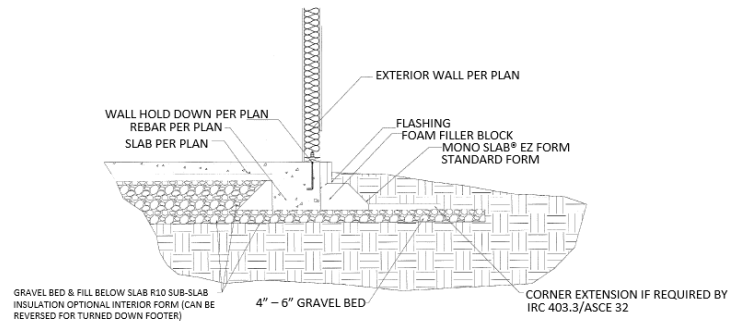 EXTERIOR WALL PER PLAN
WALL HOLD DOWN PER PLAN
REBAR PER PLAN
SLAB PER PLAN
FLASHING
FOAM FILLER BLOCK
MONO SLAB® EZ FORM
STANDARD FORM
GRAVEL BED & FILL BELOW SLAB R10 SUB-SLAB
INSULATION OPTIONAL INTERIOR FORM (CAN BE
REVERSED FOR TURNED DOWN FOOTER)
4” – 6” GRAVEL BED
CORNER EXTENSION IF REQUIRED BY
IRC 403.3/ASCE 32